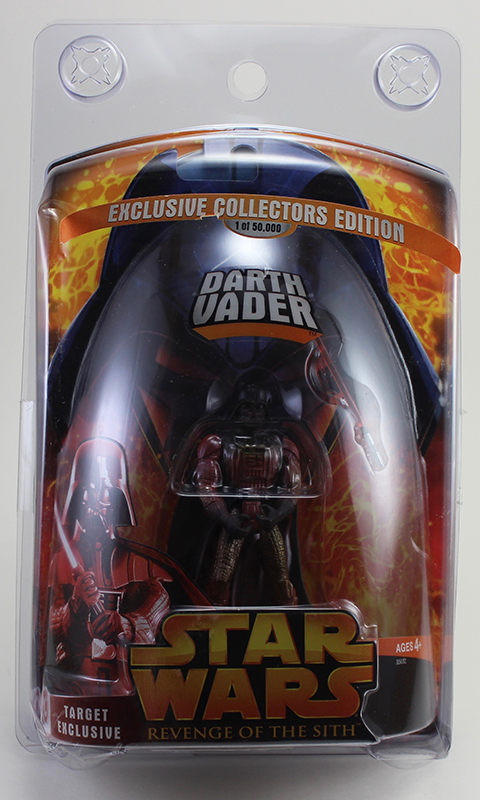 EXCLUSIVE COLLECTORS EDITION
1 of 50,000
DARTH
VADER
STAR
WARS
REVENGE OF THE SITH
AGES 4+
TARGET
EXCLUSIVE